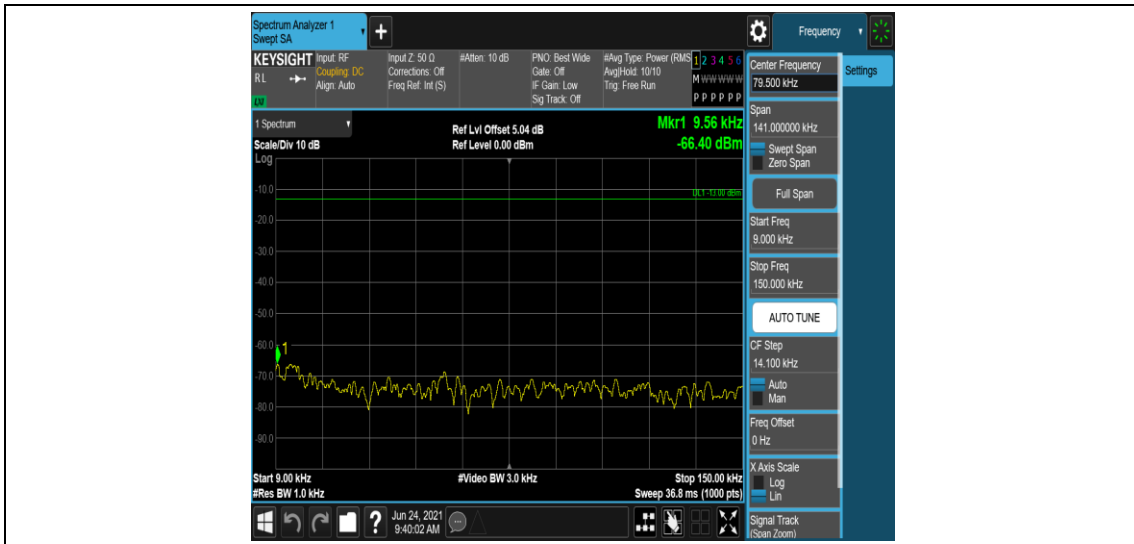 Spectrum Analyzer 1
Swept SA
+
Frequency
KEYSIGHT
Input: RF
Coupling: DC
Align: Auto
RL
LXI
Input Z: 50 Ω
Corrections: Off
Freq Ref: Int (S)
#Atten: 10 dB
PNO: Best Wide
Gate: Off
IF Gain: Low
Sig Track: Off
#Avg Type: Power (RMS
Avg|Hold: 10/10
Trig: Free Run
1 2 3 4 5 6
M W W W W W
P P P P P P
1 Spectrum
Scale/Div 10 dB
Log
Ref Lvl Offset 5.04 dB
Ref Level 0.00 dBm
Mkr1 9.56 kHz
-66.40 dBm
DL1 -13.00 dBm
-10.0
-20.0
-30.0
-40.0
-50.0
-60.0
1
-70.0
-80.0
-90.0
Start 9.00 kHz
#Res BW 1.0 kHz
#Video BW 3.0 kHz
Stop 150.00 kHz
Sweep 36.8 ms (1000 pts)
Jun 24, 2021
9:40:02 AM
?
Center Frequency
79.500 kHz
Settings
Span
141.000000 kHz
Swept Span
Zero Span
Full Span
Start Freq
9.000 kHz
Stop Freq
150.000 kHz
AUTO TUNE
CF Step
14.100 kHz
Auto
Man
Freq Offset
0 Hz
X Axis Scale
Log
Lin
Signal Track
(Span Zoom)